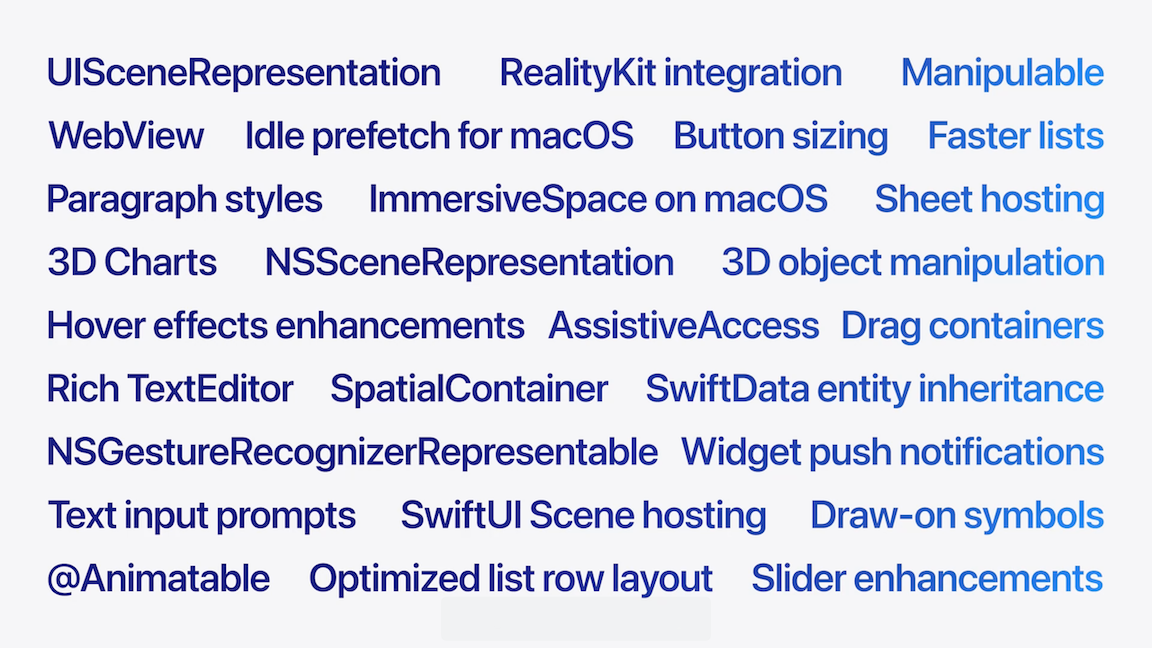 UISceneRepresentation RealityKit integration Manipulable
WebView Idle prefetch for macOS Button sizing Faster lists
Paragraph styles ImmersiveSpace on macOS Sheet hosting
3D Charts NSSceneRepresentation 3D object manipulation
Hover effects enhancements AssistiveAccess Drag containers
Rich TextEditor SpatialContainer SwiftData entity inheritance
NSGestureRecognizerRepresentable Widget push notifications
Text input prompts SwiftUI Scene hosting Draw-on symbols
@Animatable Optimized list row layout Slider enhancements